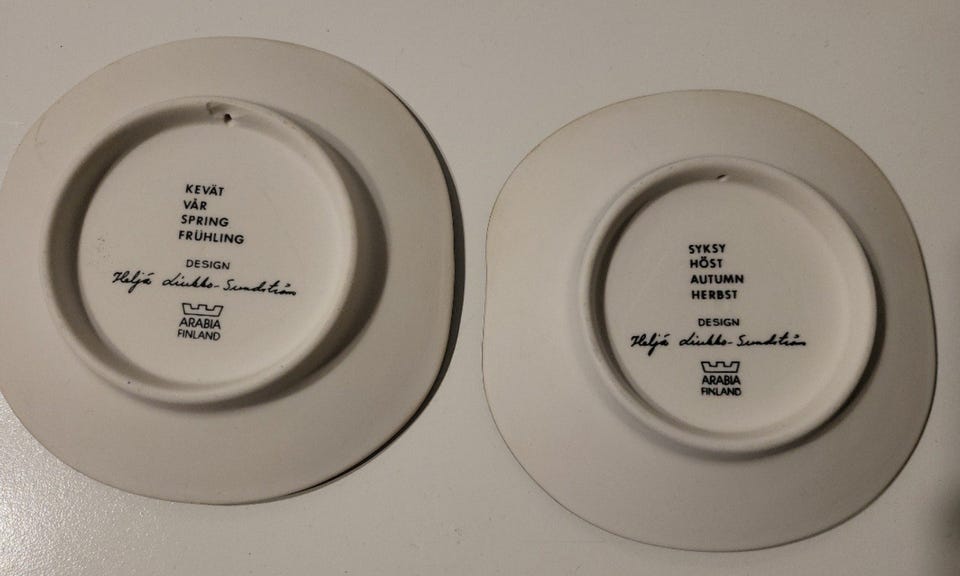 KEVÄT
VÅR
SPRING
FRÜHLING
DESIGN
Heljä Liukko-Sundström
ARABIA
FINLAND
SYKSY
HÖST
AUTUMN
HERBST
DESIGN
Heljä Liukko-Sundström
ARABIA
FINLAND